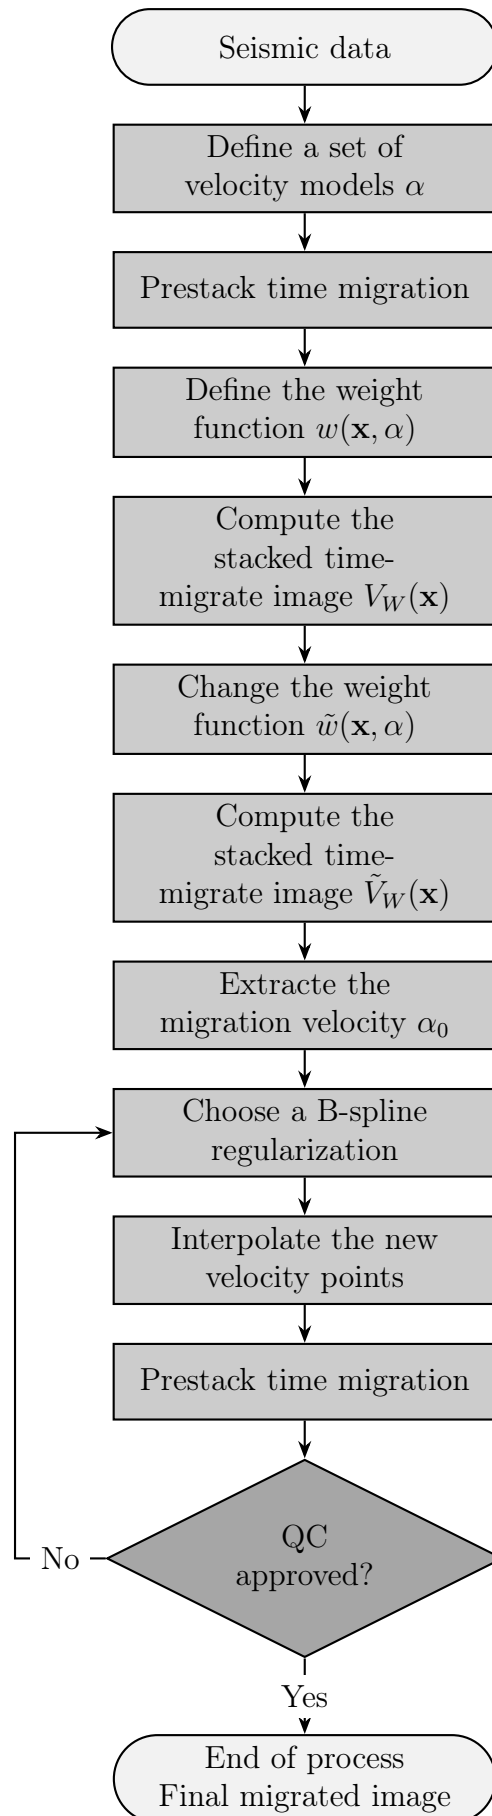 Seismic data
Define a set of
velocity models α
Prestack time migration
Define the weight
function w(x, α)
Compute the
stacked time-
migrate image V_W(x)
Change the weight
function w̃(x, α)
Compute the
stacked time-
migrate image Ṽ_W(x)
Extracte the
migration velocity α₀
Choose a B-spline
regularization
Interpolate the new
velocity points
Prestack time migration
QC
approved?
No
Yes
End of process
Final migrated image